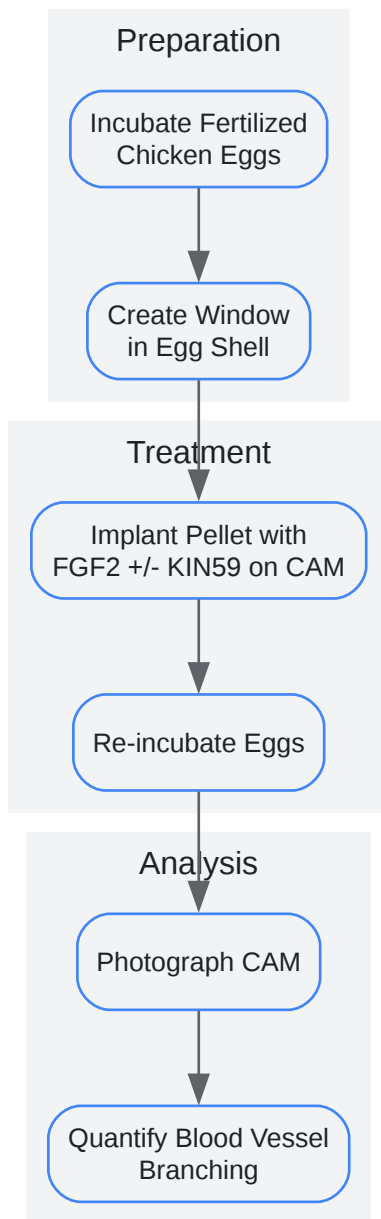 Preparation
Incubate Fertilized
Chicken Eggs
Create Window
in Egg Shell
Treatment
Implant Pellet with
FGF2 +/- KIN59 on CAM
Re-incubate Eggs
Analysis
Photograph CAM
Quantify Blood Vessel
Branching